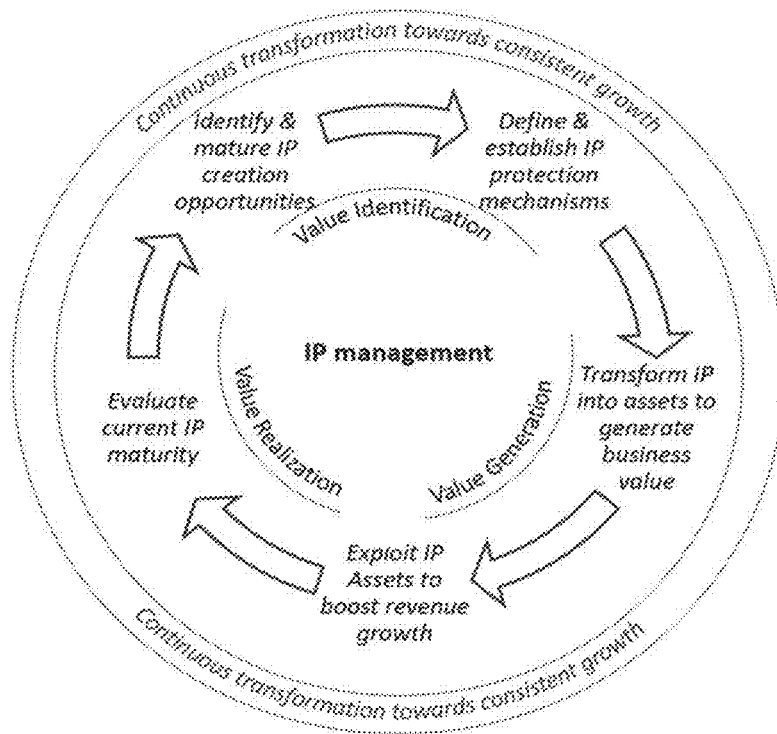 Continuous transformation towards consistent growth
Identify &
mature IP
creation
opportunities
Define &
establish IP
protection
mechanisms
Value Identification
IP management
Transform IP
into assets to
generate
business
value
Evaluate
current IP
maturity
Value Realization
Value Generation
Exploit IP
Assets to
boost revenue
growth
Continuous transformation towards consistent growth